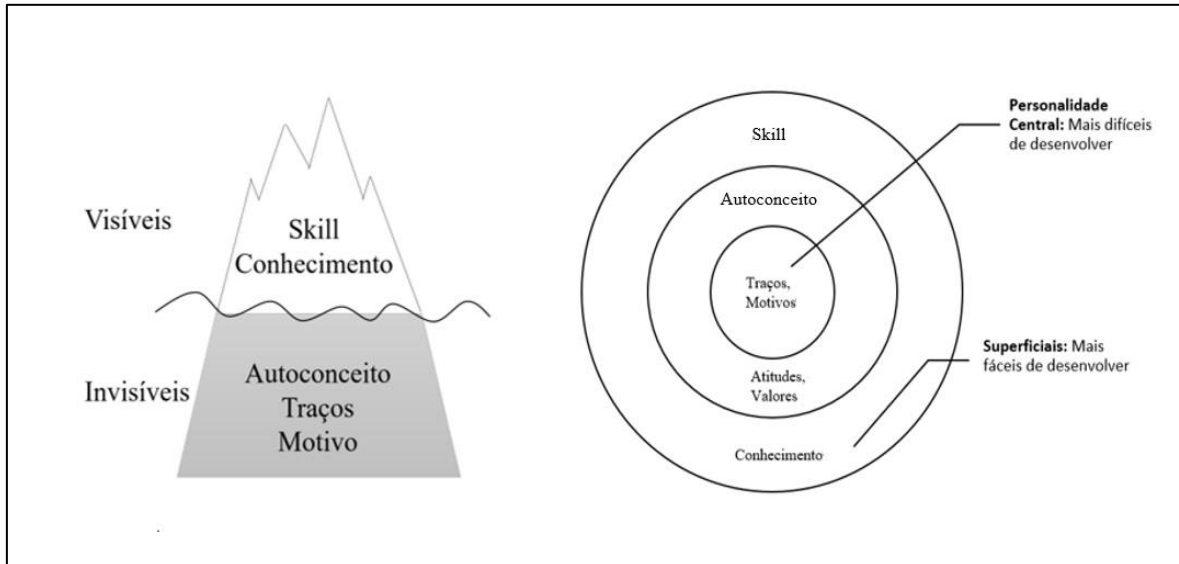 Visíveis
Skill
Conhecimento
Invisíveis
Autoconceito
Traços
Motivo
Skill
Autoconceito
Traços,
Motivos
Atitudes,
Valores
Conhecimento
Personalidade
Central: Mais difíceis
de desenvolver
Superficiais: Mais
fáceis de desenvolver